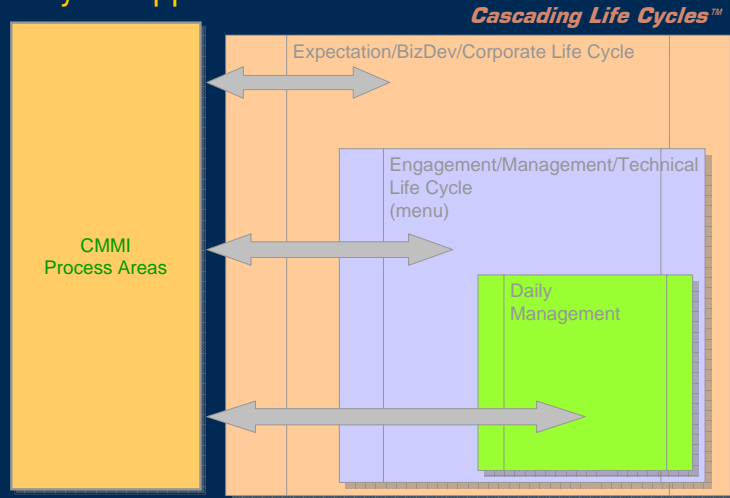 Cascading Life Cycles™
Expectation/BizDev/Corporate Life Cycle
Engagement/Management/Technical
Life Cycle
(menu)
CMMI
Process Areas
Daily
Management